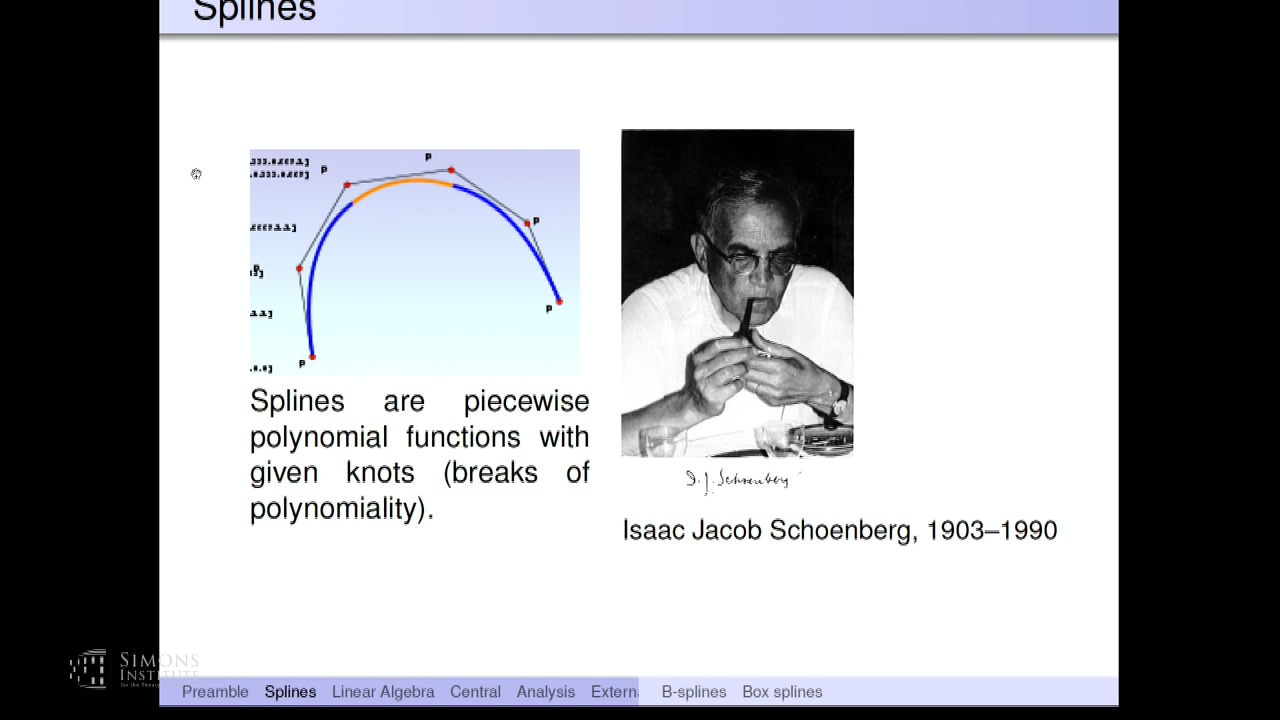 Splines
P
P
P
P
P
P
Splines are piecewise
polynomial functions with
given knots (breaks of
polynomiality).
I. J. Schoenberg
Isaac Jacob Schoenberg, 1903–1990
SIMONS
INSTITUTE
Preamble Splines Linear Algebra Central Analysis Extern B-splines Box splines